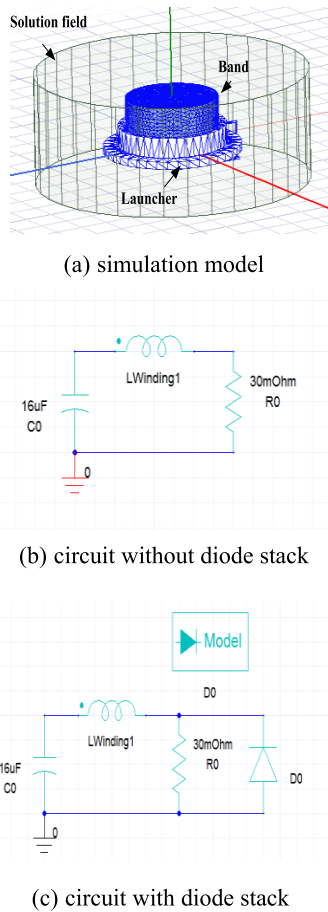 Solution field
Band
Launcher
(a) simulation model
LWinding1
30mOhm
R0
16uF
C0
0
(b) circuit without diode stack
Model
D0
LWinding1
30mOhm
R0
16uF
C0
D0
0
(c) circuit with diode stack